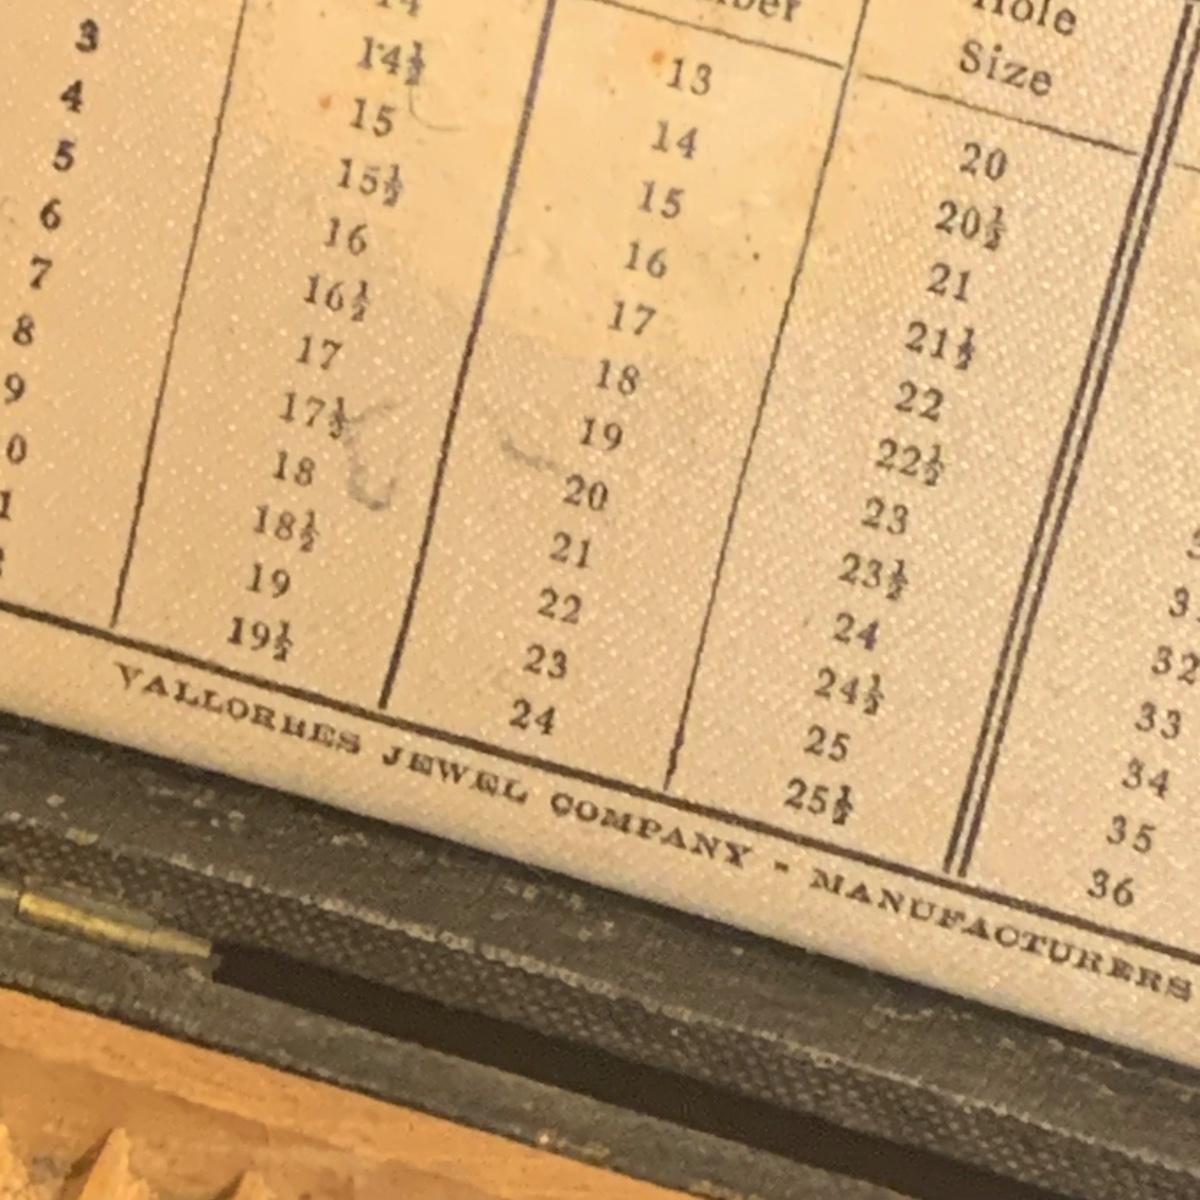 Hole
Size
14 13 20
14½ 14 20½
3 15 15 21
4 15½ 16 21½
5 16 17 22
6 16½ 18 22½
7 17 19 23
8 17½ 20 23½ 32
9 18 21 24 33
0 18½ 22 24½ 34
1 19 23 25 35
19½ 24 25½ 36
VALLORBES JEWEL COMPANY - MANUFACTURERS